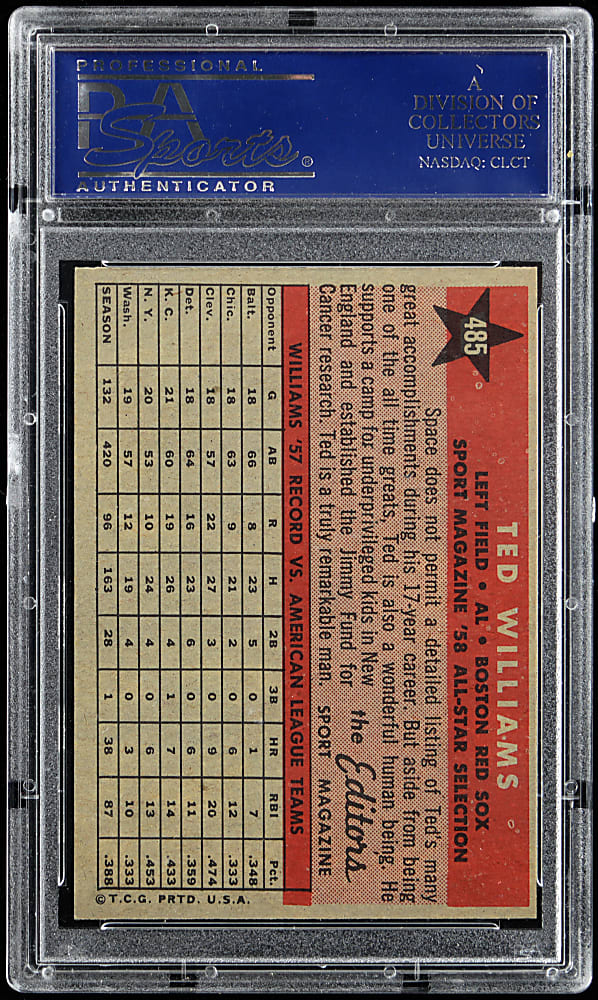 PROFESSIONAL
PSA
Sports ®
AUTHENTICATOR
A
DIVISION OF
COLLECTORS
UNIVERSE
NASDAQ: CLCT
485
TED WILLIAMS
LEFT FIELD • AL • BOSTON RED SOX
SPORT MAGAZINE '58 ALL-STAR SELECTION
Space does not permit a detailed listing of Ted's many
great accomplishments during his 17-year career. But aside from being
one of the all time greats, Ted is also a wonderful human being. He
supports a camp for underprivileged kids in New
England and established the Jimmy Fund for
Cancer research. Ted is a truly remarkable man.
the Editors
SPORT MAGAZINE
WILLIAMS '57 RECORD VS. AMERICAN LEAGUE TEAMS
Opponent G AB R H 2B 3B HR RBI Pct.
Balt. 18 66 8 23 5 0 1 7 .348
Chic. 18 63 9 21 2 0 6 12 .333
Clev. 18 57 22 27 3 0 9 20 .474
Det. 18 64 16 23 6 0 6 11 .359
K. C. 21 60 19 26 4 1 7 14 .433
N. Y. 20 53 10 24 4 0 6 13 .453
Wash. 19 57 12 19 4 0 3 10 .333
SEASON 132 420 96 163 28 1 38 87 .388
© T.C.G. PRTD. U.S.A.